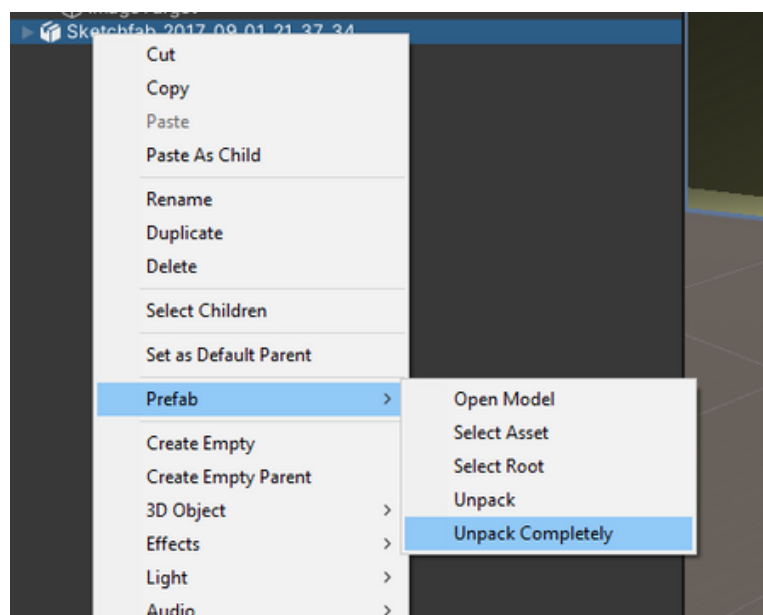 ImageTarget
Sketchfab_2017_09_01_21_37_34
Cut
Copy
Paste
Paste As Child
Rename
Duplicate
Delete
Select Children
Set as Default Parent
Prefab
Open Model
Select Asset
Select Root
Unpack
Unpack Completely
Create Empty
Create Empty Parent
3D Object
Effects
Light
Audio